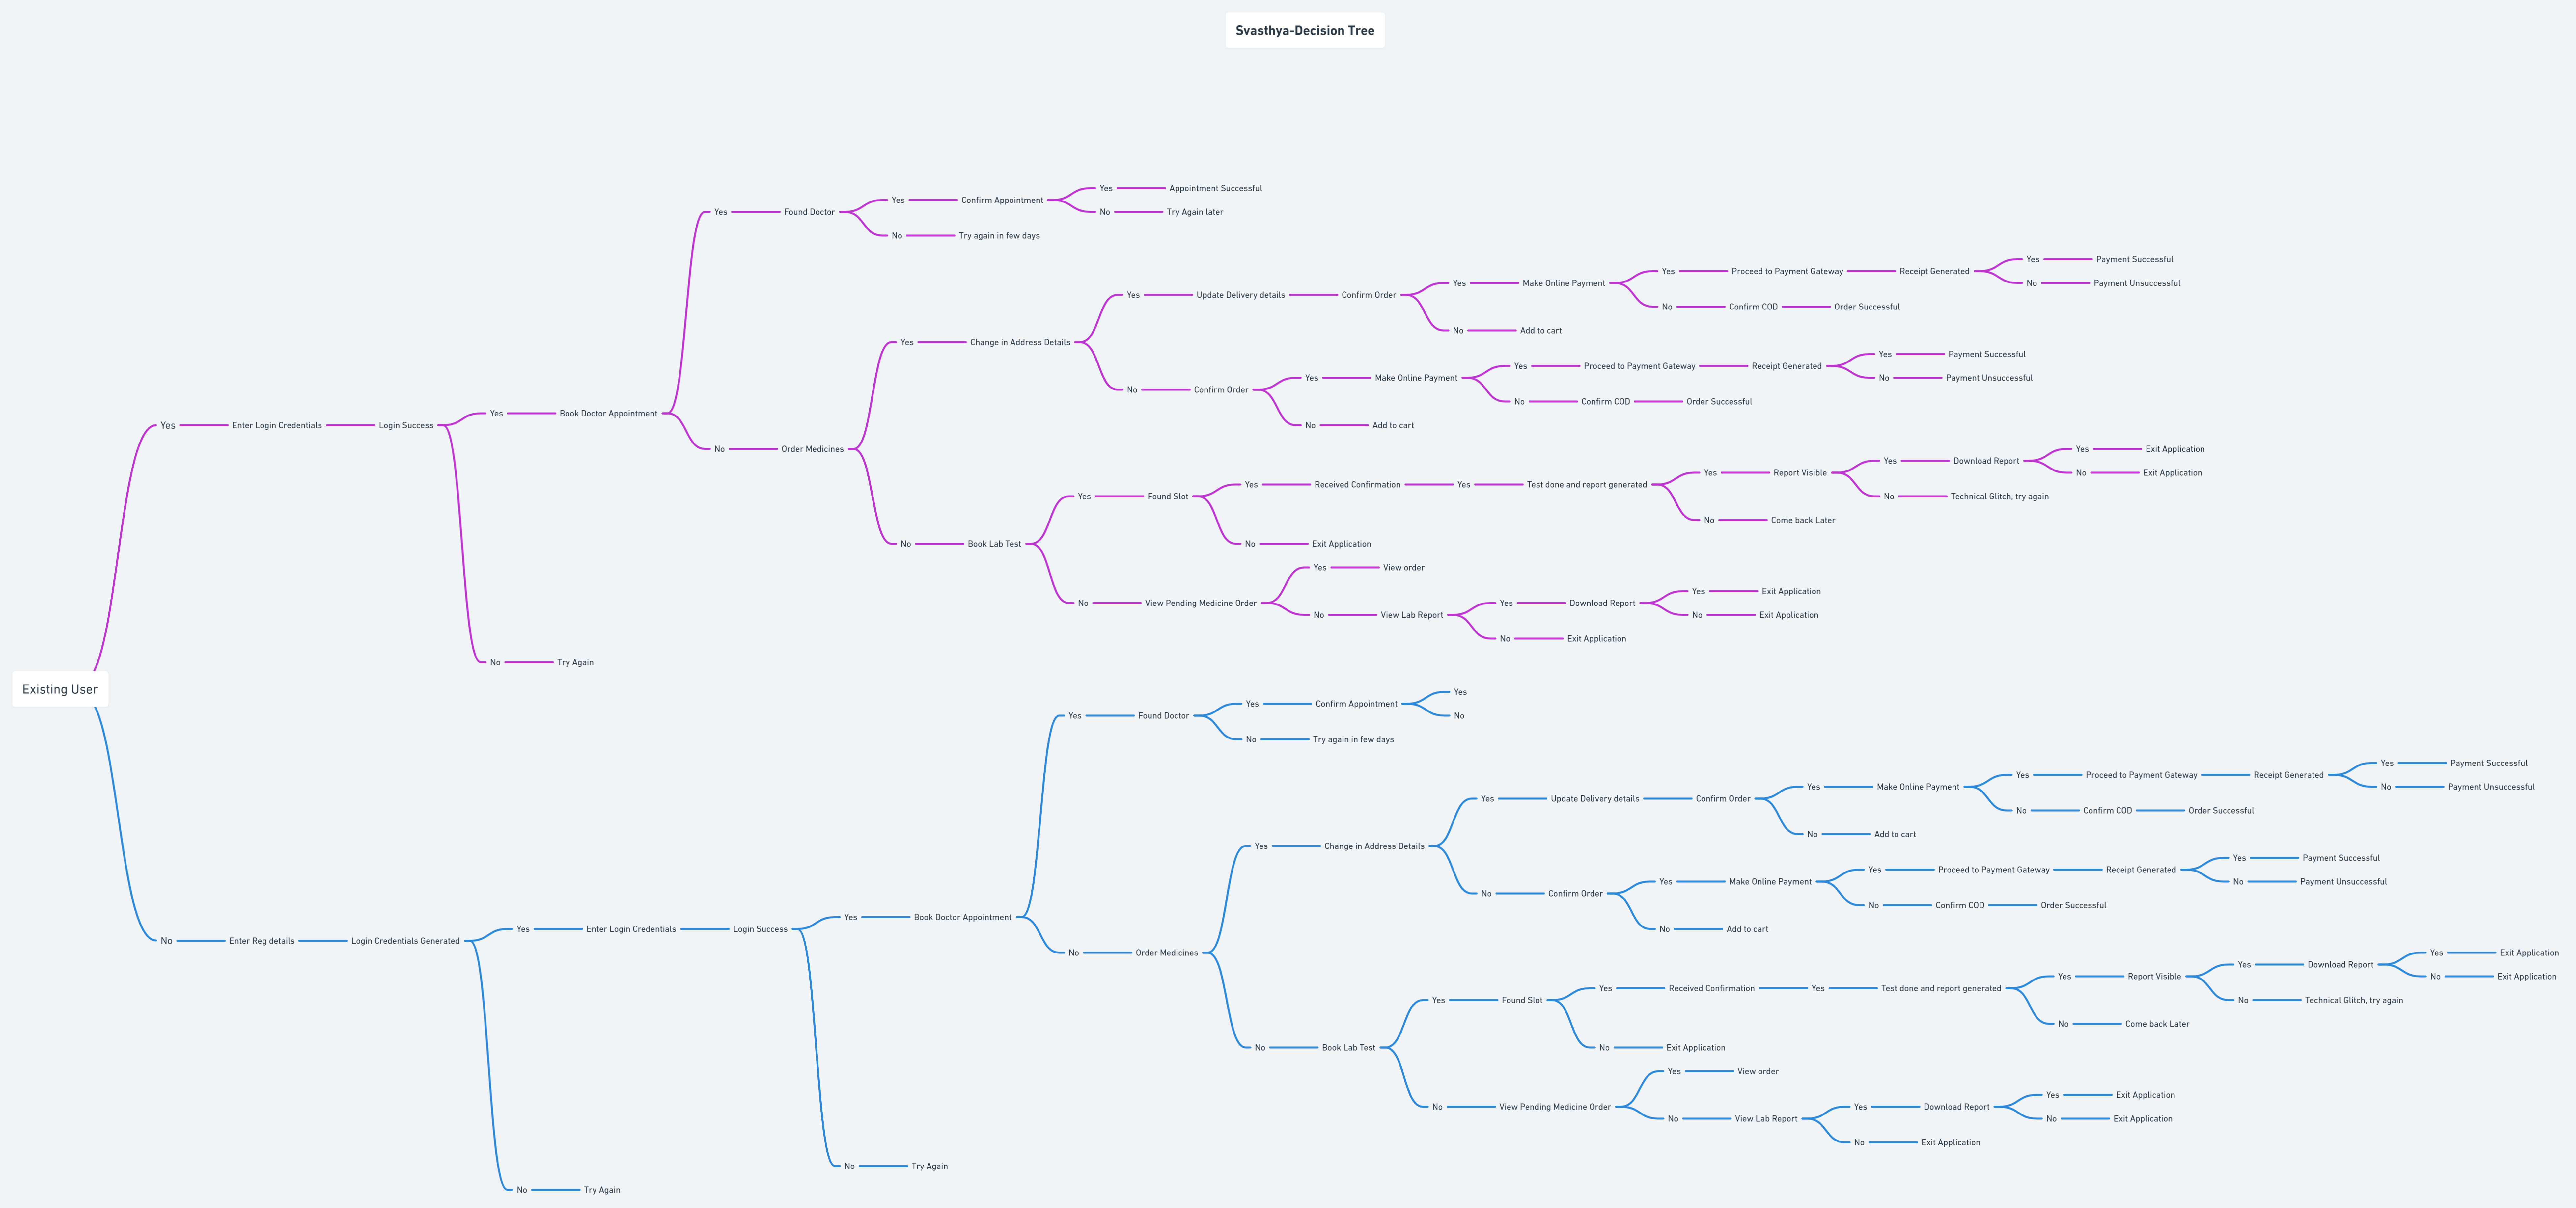 Svasthya-Decision Tree
Existing User
Yes
Enter Login Credentials
Login Success
Yes
Book Doctor Appointment
Yes
Found Doctor
Yes
Confirm Appointment
Yes
Appointment Successful
No
Try Again later
No
Try again in few days
No
Order Medicines
Yes
Change in Address Details
Yes
Update Delivery details
Confirm Order
Yes
Make Online Payment
Yes
Proceed to Payment Gateway
Receipt Generated
Yes
Payment Successful
No
Payment Unsuccessful
No
Confirm COD
Order Successful
No
Add to cart
No
Confirm Order
Yes
Make Online Payment
Yes
Proceed to Payment Gateway
Receipt Generated
Yes
Payment Successful
No
Payment Unsuccessful
No
Confirm COD
Order Successful
No
Add to cart
No
Book Lab Test
Yes
Found Slot
Yes
Received Confirmation
Yes
Test done and report generated
Yes
Report Visible
Yes
Download Report
Yes
Exit Application
No
Exit Application
No
Technical Glitch, try again
No
Come back Later
No
Exit Application
No
View Pending Medicine Order
Yes
View order
No
View Lab Report
Yes
Download Report
Yes
Exit Application
No
Exit Application
No
Exit Application
No
Try Again
No
Enter Reg details
Login Credentials Generated
Yes
Enter Login Credentials
Login Success
Yes
Book Doctor Appointment
Yes
Found Doctor
Yes
Confirm Appointment
Yes
No
No
Try again in few days
No
Order Medicines
Yes
Change in Address Details
Yes
Update Delivery details
Confirm Order
Yes
Make Online Payment
Yes
Proceed to Payment Gateway
Receipt Generated
Yes
Payment Successful
No
Payment Unsuccessful
No
Confirm COD
Order Successful
No
Add to cart
No
Confirm Order
Yes
Make Online Payment
Yes
Proceed to Payment Gateway
Receipt Generated
Yes
Payment Successful
No
Payment Unsuccessful
No
Confirm COD
Order Successful
No
Add to cart
No
Book Lab Test
Yes
Found Slot
Yes
Received Confirmation
Yes
Test done and report generated
Yes
Report Visible
Yes
Download Report
Yes
Exit Application
No
Exit Application
No
Technical Glitch, try again
No
Come back Later
No
Exit Application
No
View Pending Medicine Order
Yes
View order
No
View Lab Report
Yes
Download Report
Yes
Exit Application
No
Exit Application
No
Exit Application
No
Try Again
No
Try Again